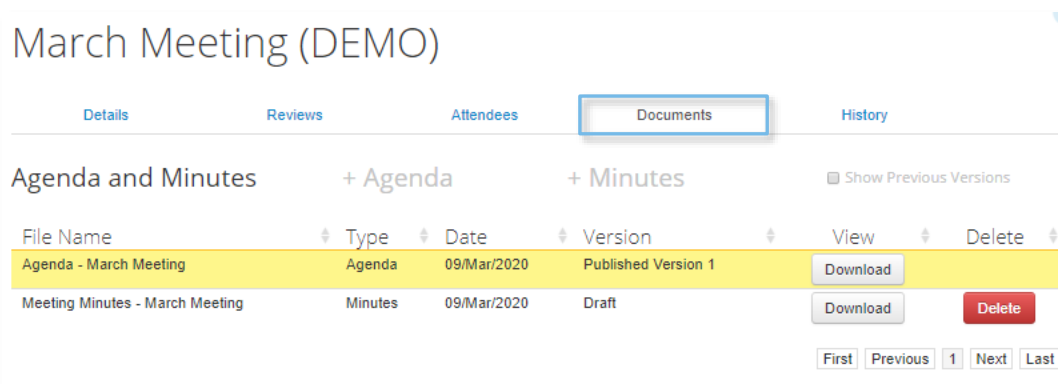 March Meeting (DEMO)
Details Reviews Attendees Documents History
Agenda and Minutes + Agenda + Minutes Show Previous Versions
File Name Type Date Version View Delete
Agenda - March Meeting Agenda 09/Mar/2020 Published Version 1 Download
Meeting Minutes - March Meeting Minutes 09/Mar/2020 Draft Download Delete
First Previous 1 Next Last